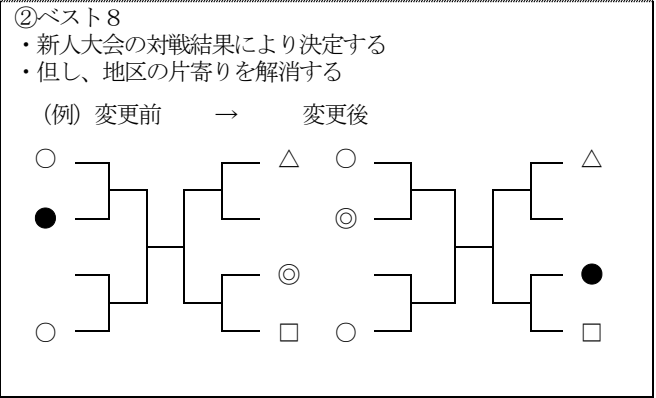 ②ベスト８
・新人大会の対戦結果により決定する
・但し、地区の片寄りを解消する
（例）変更前　→　変更後
○　△　○　△
●　◎
◎　●
○　□　○　□